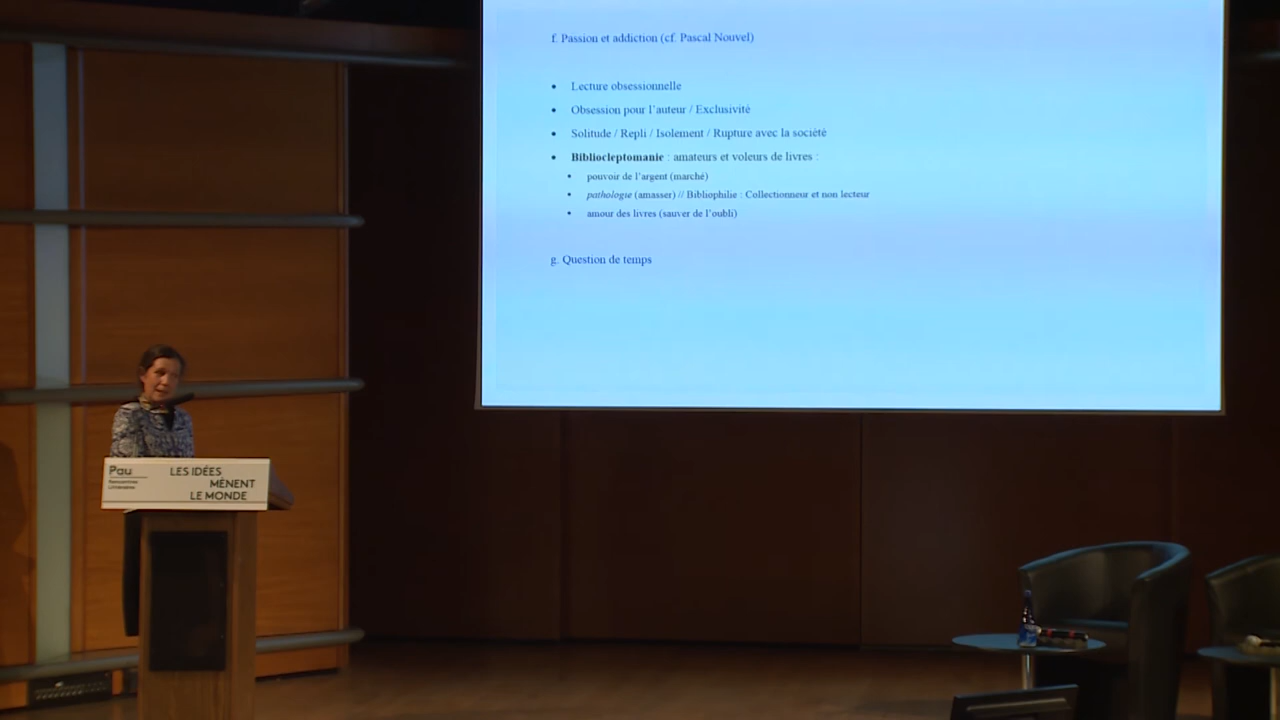 f. Passion et addiction (cf. Pascal Nouvel)
• Lecture obsessionnelle
• Obsession pour l'auteur / Exclusivité
• Solitude / Repli / Isolement / Rupture avec la société
• Bibliocleptomanie : amateurs et voleurs de livres :
• pouvoir de l'argent (marché)
• pathologie (amasser) // Bibliophilie : Collectionneur et non lecteur
• amour des livres (sauver de l'oubli)
g. Question de temps
Pau
Rencontres
Littéraires
LES IDÉES
MÈNENT
LE MONDE